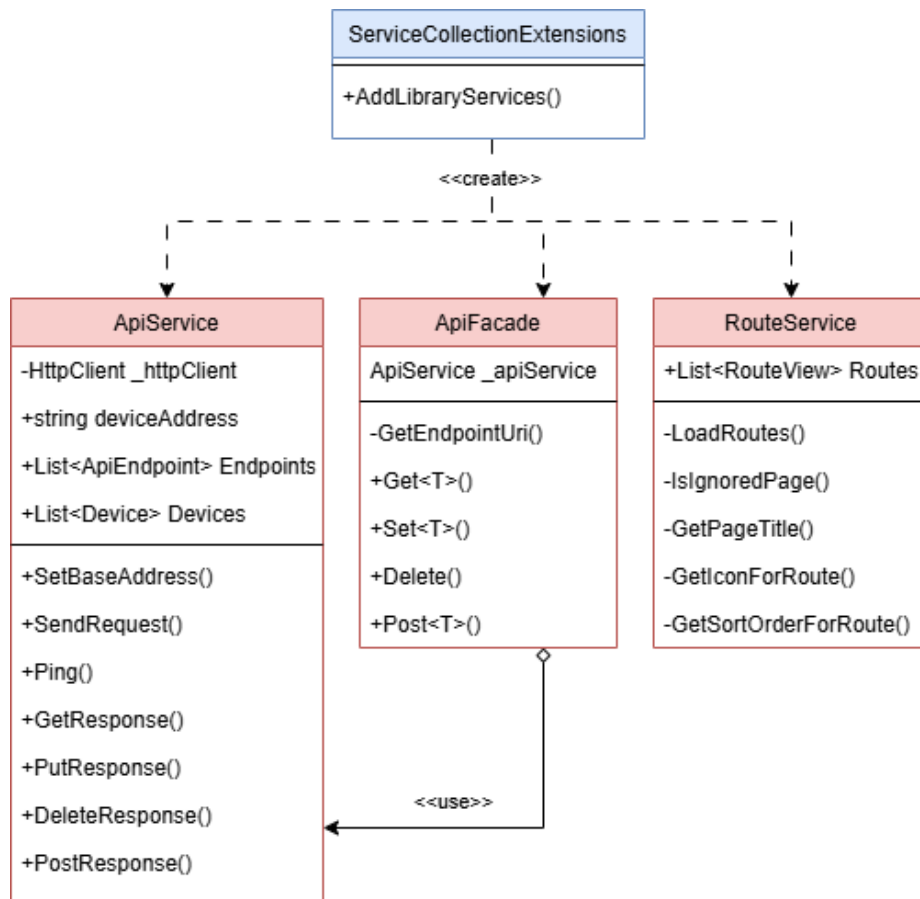 ServiceCollectionExtensions
+AddLibraryServices()
<<create>>
ApiService
-HttpClient _httpClient
+string deviceAddress
+List<ApiEndpoint> Endpoints
+List<Device> Devices
+SetBaseAddress()
+SendRequest()
+Ping()
+GetResponse()
+PutResponse()
+DeleteResponse()
+PostResponse()
ApiFacade
ApiService _apiService
-GetEndpointUri()
+Get<T>()
+Set<T>()
+Delete()
+Post<T>()
RouteService
+List<RouteView> Routes
-LoadRoutes()
-IsIgnoredPage()
-GetPageTitle()
-GetIconForRoute()
-GetSortOrderForRoute()
<<use>>